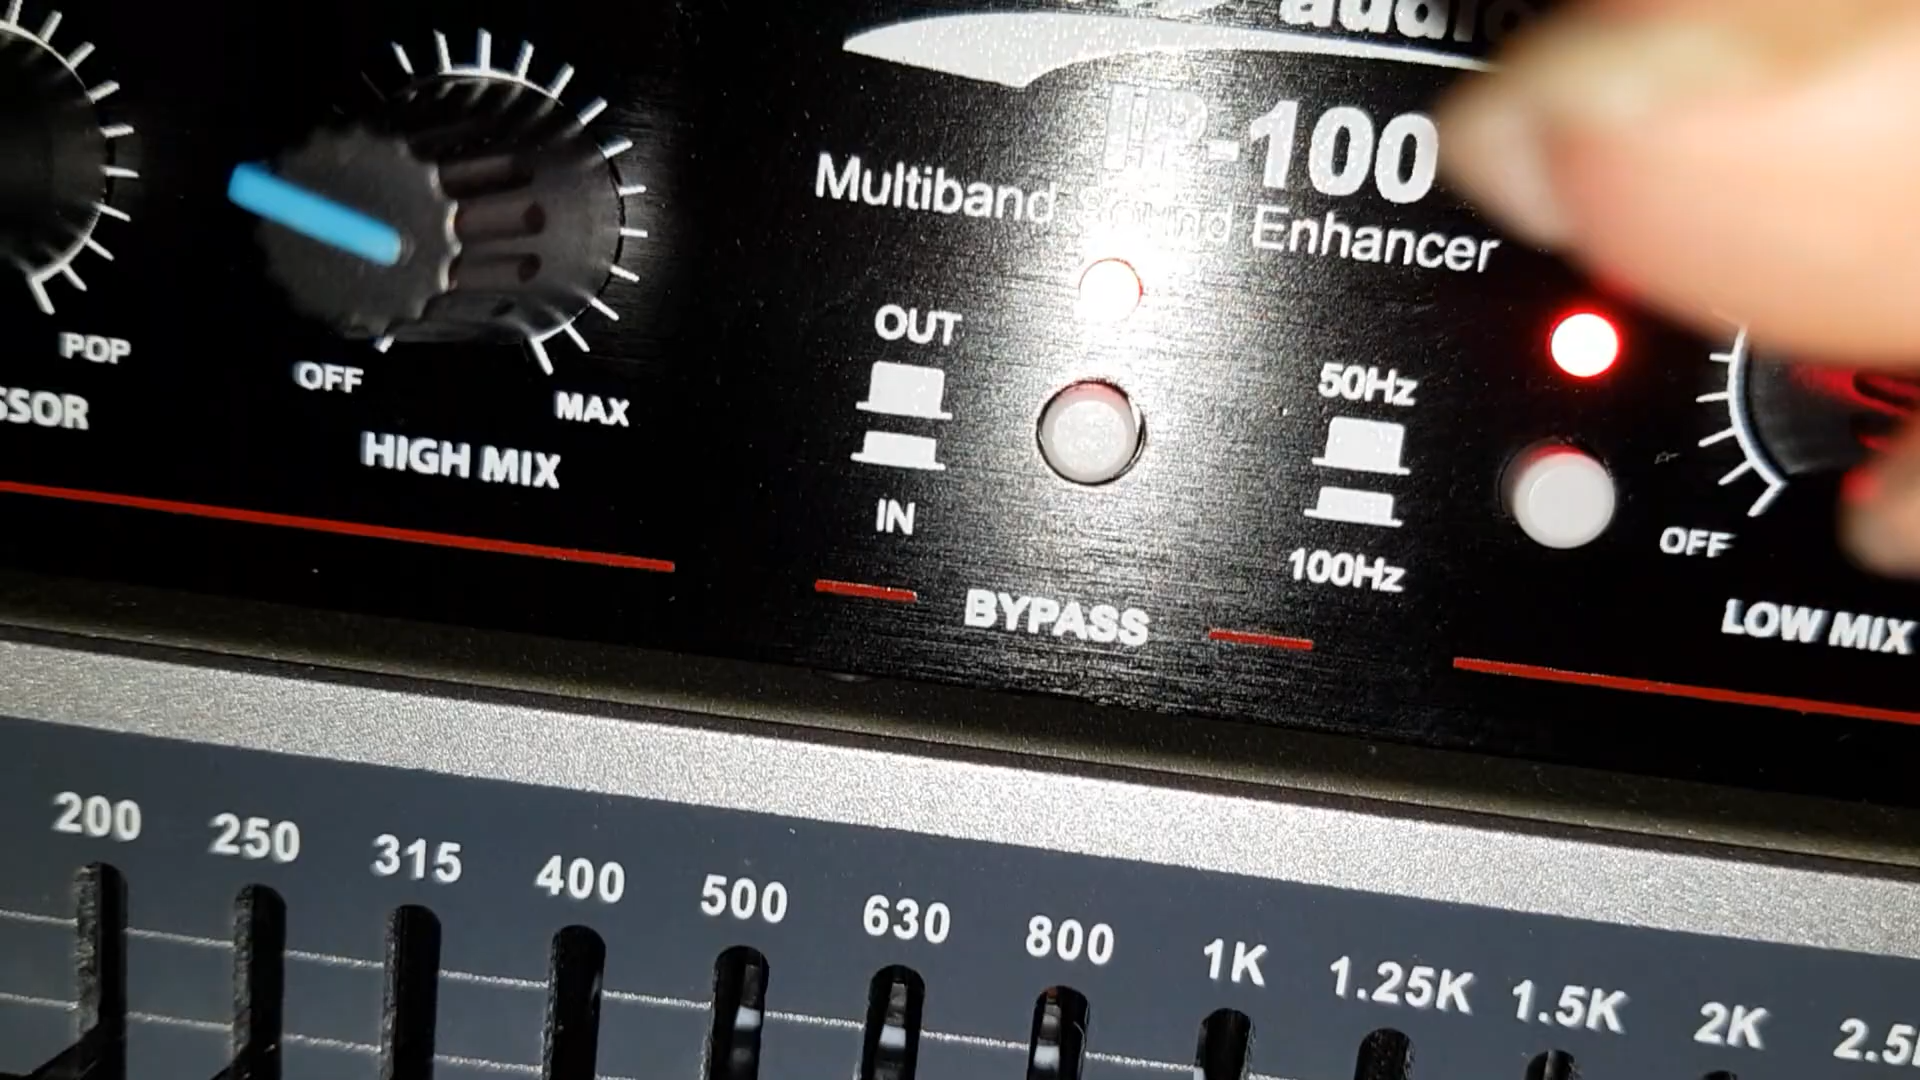 audio
-100
Multiband Sound Enhancer
OUT
IN
BYPASS
50Hz
100Hz
POP
OFF
MAX
HIGH MIX
OFF
LOW MIX
200 250 315 400 500 630 800 1K 1.25K 1.5K 2K